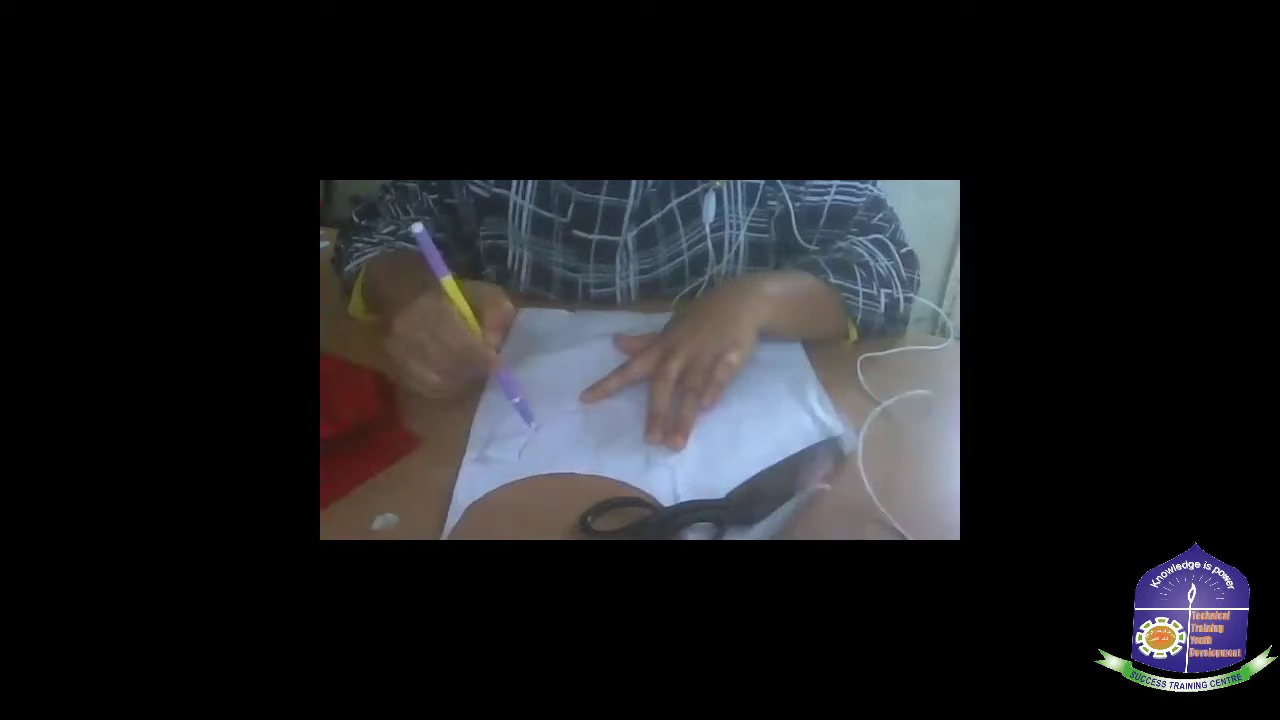 Knowledge is power
Technical
Training
Youth
Development
SUCCESS TRAINING CENTRE